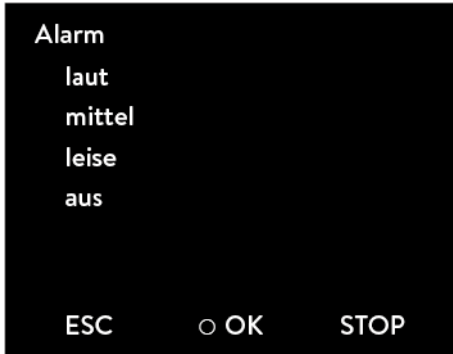 Alarm
laut
mittel
leise
aus
ESC ○ OK STOP